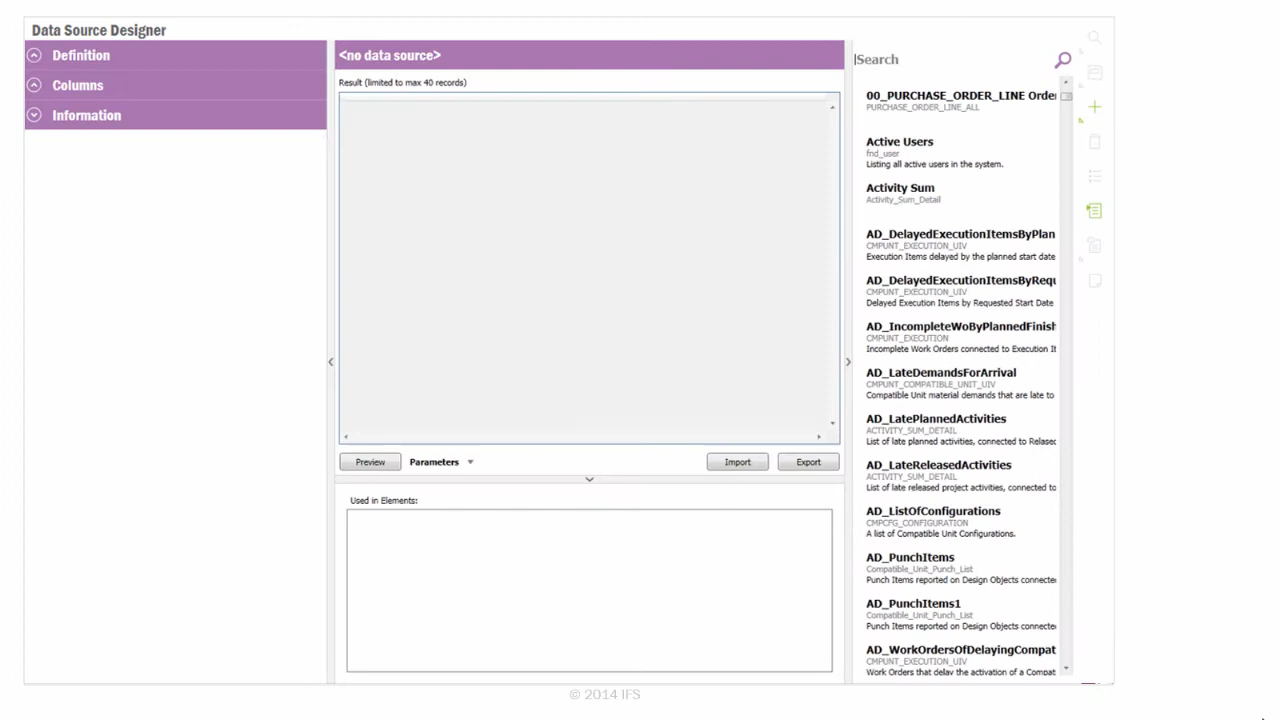 Data Source Designer
Definition
Columns
Information
<no data source>
Result (limited to max 40 records)
Preview
Parameters
Import
Export
Used in Elements:
Search
00_PURCHASE_ORDER_LINE Orde
PURCHASE_ORDER_LINE_ALL
Active Users
fnd_user
Listing all active users in the system.
Activity Sum
Activity_Sum_Detail
AD_DelayedExecutionItemsByPlan
CMPUNT_EXECUTION_UIV
Execution Items delayed by the planned start date
AD_DelayedExecutionItemsByRequ
CMPUNT_EXECUTION_UIV
Delayed Execution Items by Requested Start Date
AD_IncompleteWoByPlannedFinish
CMPUNT_EXECUTION
Incomplete Work Orders connected to Execution It
AD_LateDemandsForArrival
CMPUNT_COMPATIBLE_UNIT_UIV
Compatible Unit material demands that are late to
AD_LatePlannedActivities
ACTIVITY_SUM_DETAIL
List of late planned activities, connected to Relased
AD_LateReleasedActivities
ACTIVITY_SUM_DETAIL
List of late released project activities, connected to
AD_ListOfConfigurations
CMPCFG_CONFIGURATION
A list of Compatible Unit Configurations.
AD_PunchItems
Compatible_Unit_Punch_List
Punch Items reported on Design Objects connecte
AD_PunchItems1
Compatible_Unit_Punch_List
Punch Items reported on Design Objects connecte
AD_WorkOrdersOfDelayingCompat
CMPUNT_EXECUTION_UIV
Work Orders that delay the activation of a Compat
© 2014 IFS